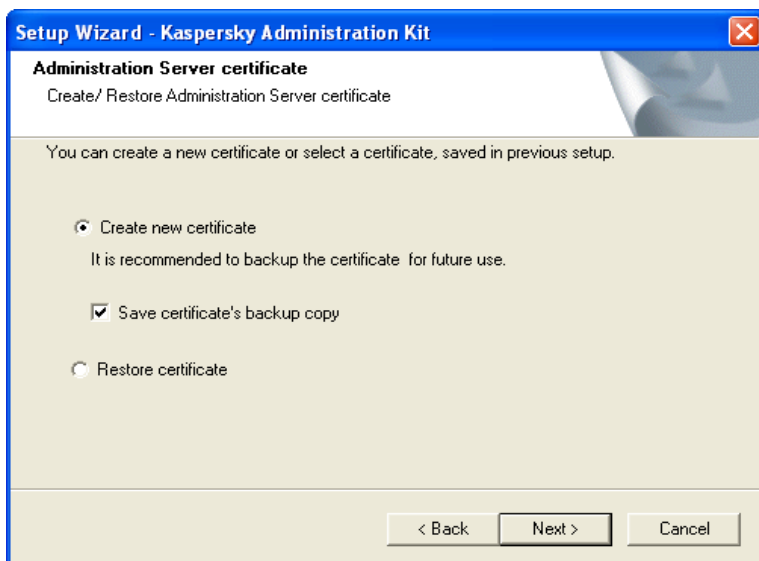 Setup Wizard - Kaspersky Administration Kit
Administration Server certificate
Create/ Restore Administration Server certificate
You can create a new certificate or select a certificate, saved in previous setup.
Create new certificate
It is recommended to backup the certificate for future use.
Save certificate's backup copy
Restore certificate
< Back Next > Cancel